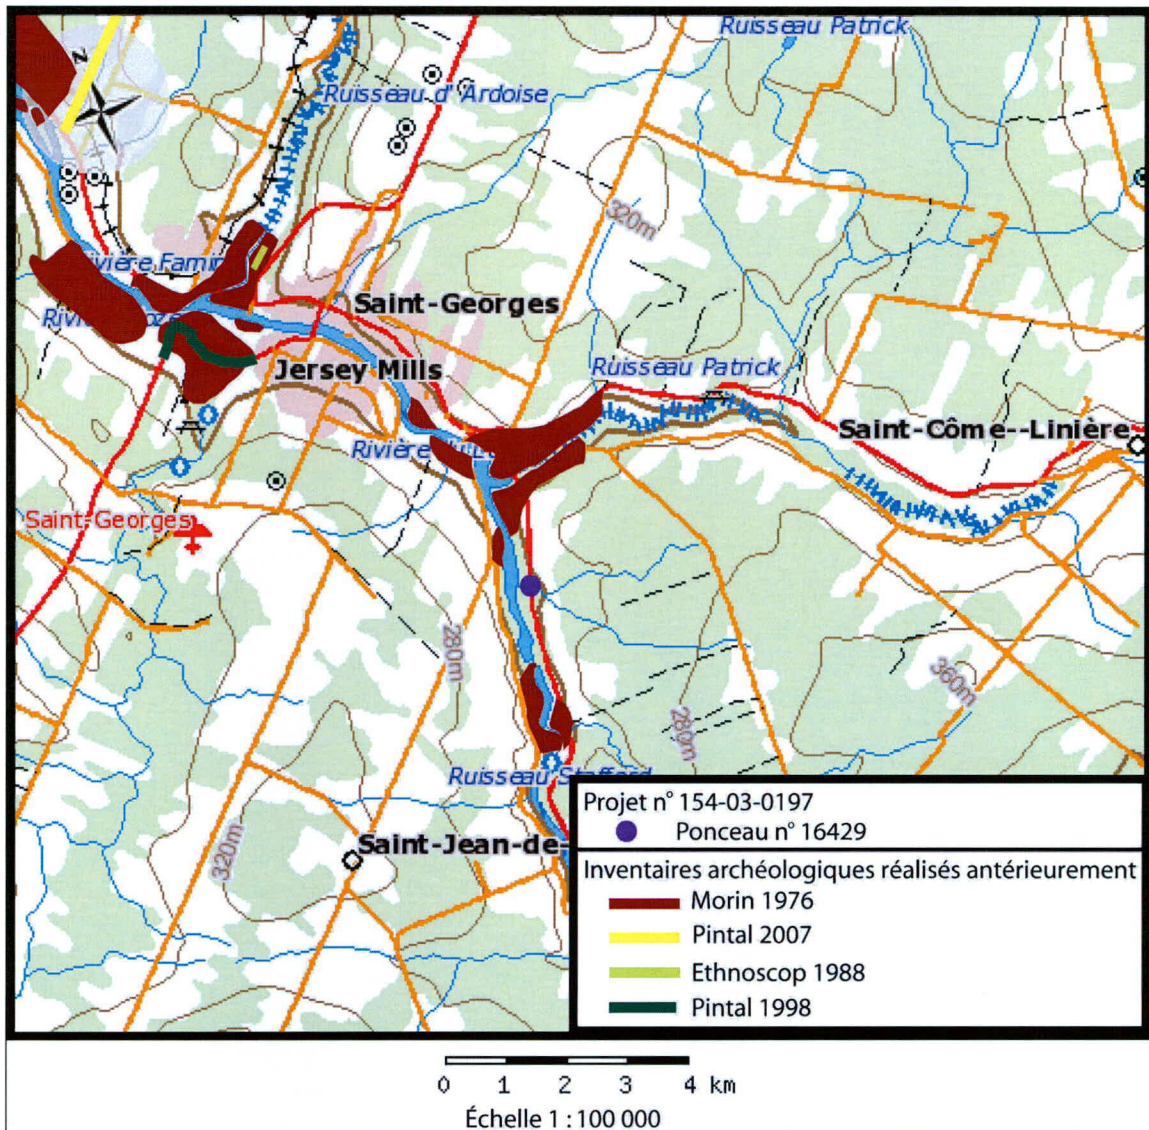 Ruisseau Patrick
N
Ruisseau d'Ardoise
320m
Saint-Georges
Jersey Mills
Ruisseau Patrick
Saint-Côme--Linière
Rivière
Saint-Georges
280m
360m
280m
Ruisseau Stafford
320m
Saint-Jean-de-
Projet n° 154-03-0197
Ponceau n° 16429
Inventaires archéologiques réalisés antérieurement
Morin 1976
Pintal 2007
Ethnoscop 1988
Pintal 1998
0 1 2 3 4 km
Échelle 1 : 100 000